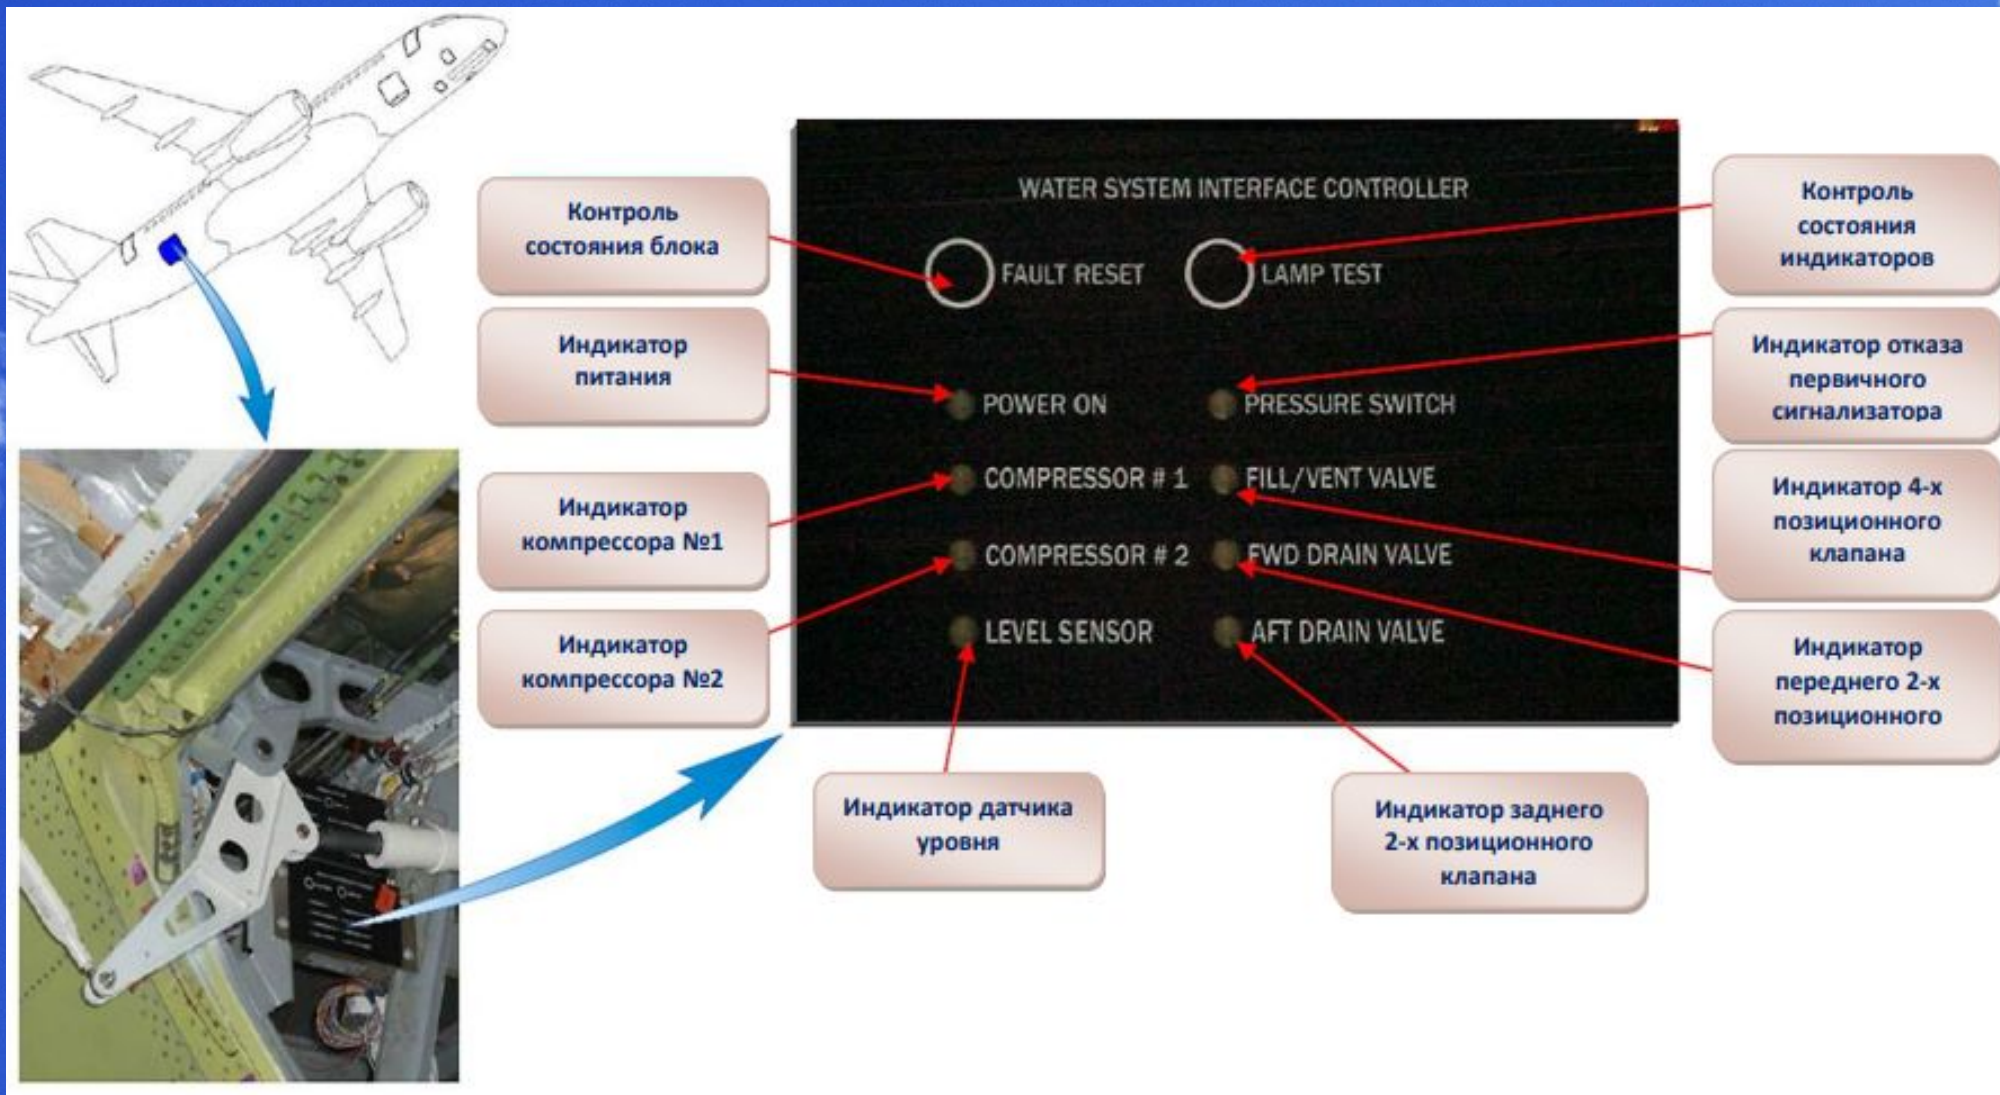 WATER SYSTEM INTERFACE CONTROLLER
FAULT RESET
LAMP TEST
POWER ON
PRESSURE SWITCH
COMPRESSOR # 1
FILL/VENT VALVE
COMPRESSOR # 2
FWD DRAIN VALVE
LEVEL SENSOR
AFT DRAIN VALVE
Контроль
состояния блока
Индикатор
питания
Индикатор
компрессора №1
Индикатор
компрессора №2
Индикатор датчика
уровня
Индикатор заднего
2-х позиционного
клапана
Контроль
состояния
индикаторов
Индикатор отказа
первичного
сигнализатора
Индикатор 4-х
позиционного
клапана
Индикатор
переднего 2-х
позиционного